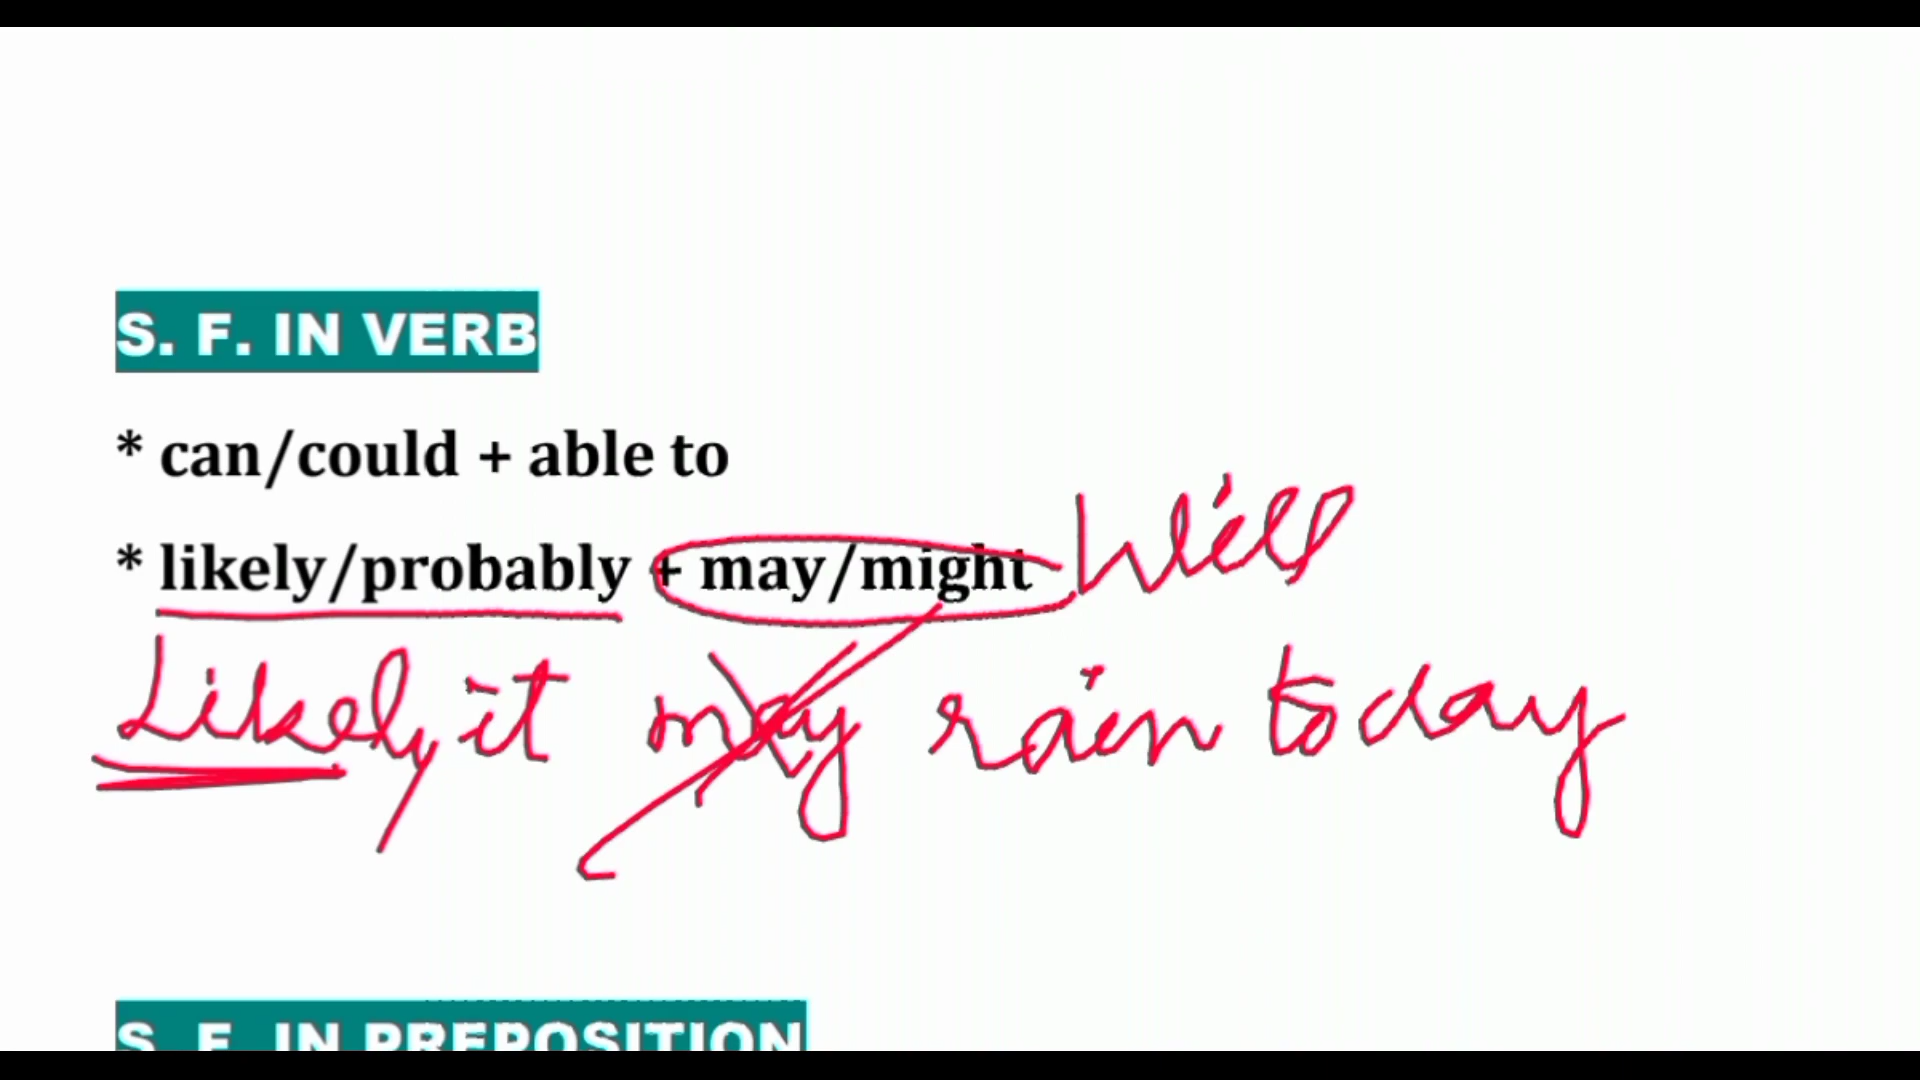 S. F. IN VERB
* can/could + able to
* likely/probably + may/might Will
Likely, it may rain today
S. F. IN PREPOSITION